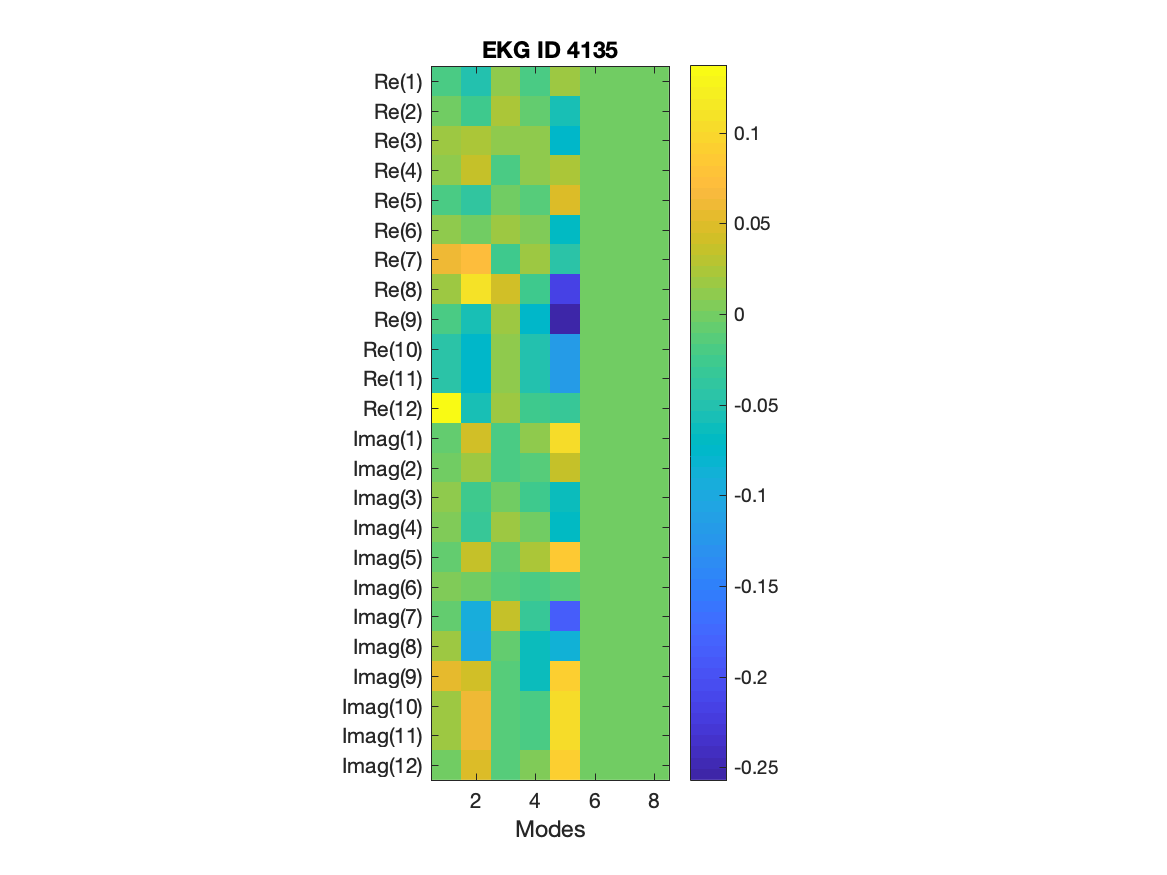 EKG ID 4135
Re(1)
Re(2)
Re(3)
Re(4)
Re(5)
Re(6)
Re(7)
Re(8)
Re(9)
Re(10)
Re(11)
Re(12)
Imag(1)
Imag(2)
Imag(3)
Imag(4)
Imag(5)
Imag(6)
Imag(7)
Imag(8)
Imag(9)
Imag(10)
Imag(11)
Imag(12)
2 4 6 8
Modes
0.1
0.05
0
-0.05
-0.1
-0.15
-0.2
-0.25